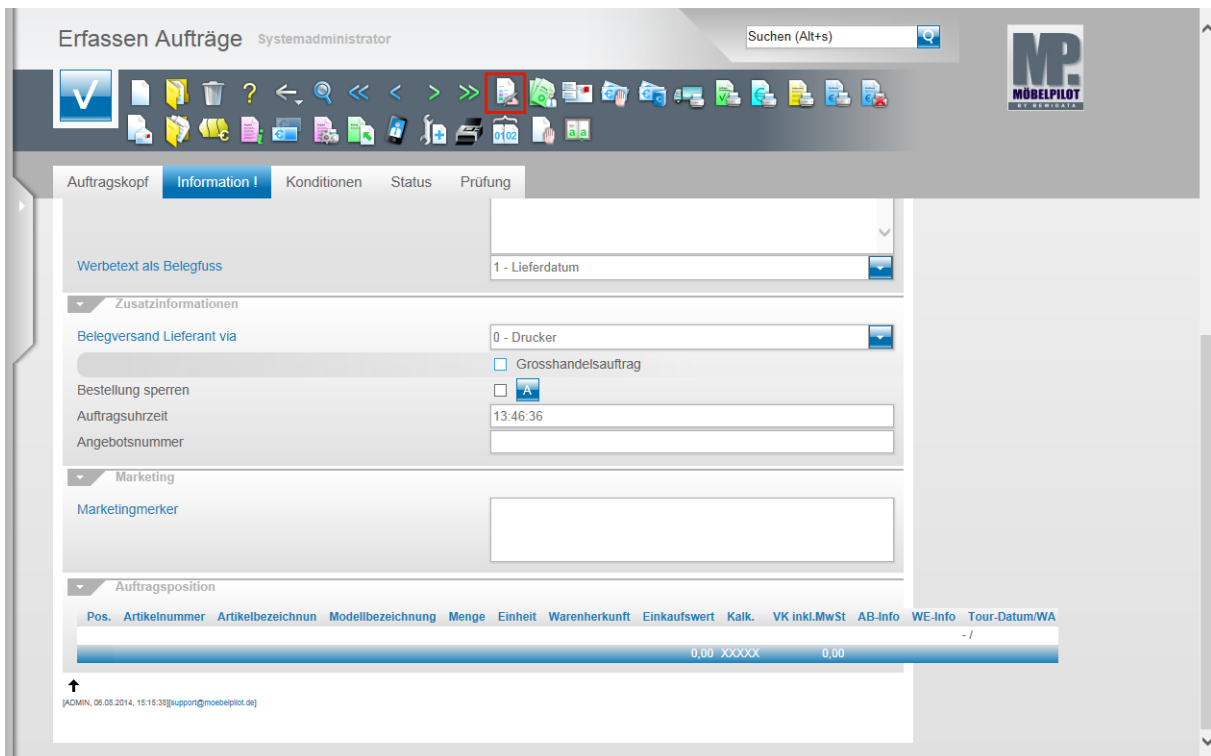 Erfassen Aufträge Systemadministrator
Suchen (Alt+s)
MP.
MÖBELPILOT
BY BEWIDATA
0102
a a
Auftragskopf Information ! Konditionen Status Prüfung
Werbetext als Belegfuss 1 - Lieferdatum
Zusatzinformationen
Belegversand Lieferant via 0 - Drucker
Grosshandelsauftrag
Bestellung sperren A
Auftragsuhrzeit 13:46:36
Angebotsnummer
Marketing
Marketingmerker
Auftragsposition
Pos. Artikelnummer Artikelbezeichnun Modellbezeichnung Menge Einheit Warenherkunft Einkaufswert Kalk. VK inkl.MwSt AB-Info WE-Info Tour-Datum/WA
- /
0,00 XXXXX 0,00
[ADMIN, 06.08.2014, 15:15:38][support@moebelpilot.de]